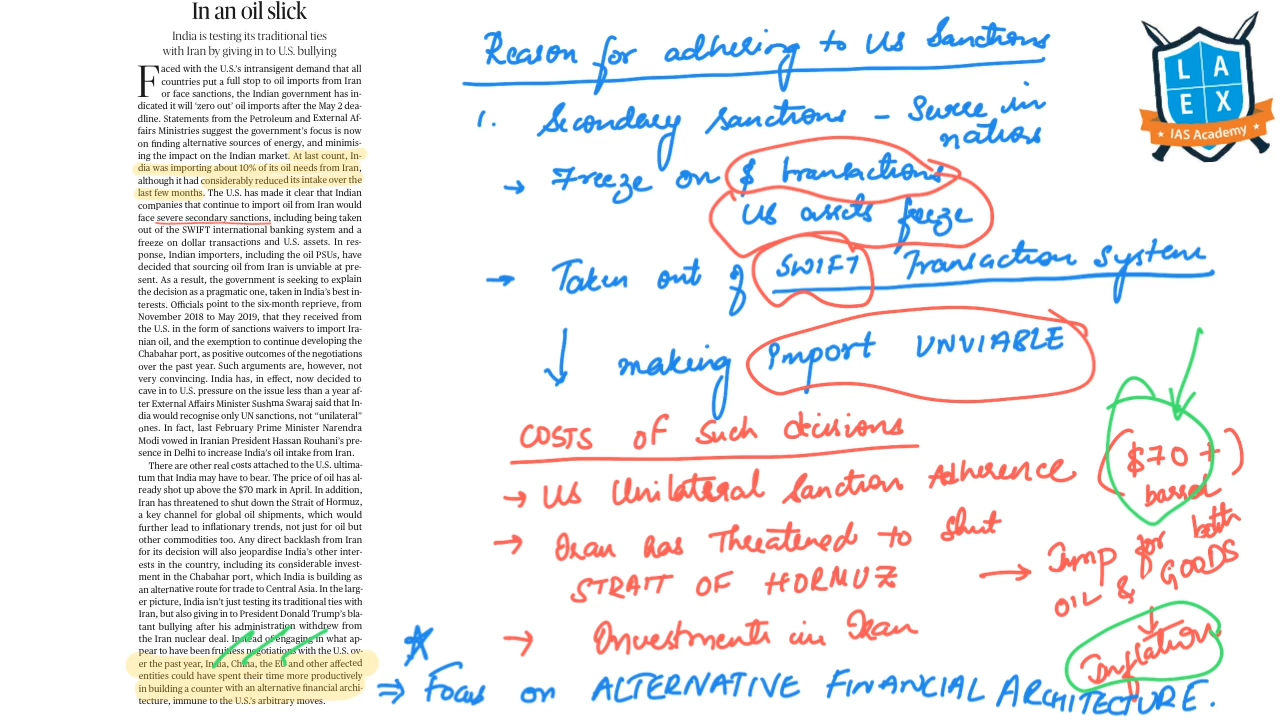 In an oil slick
India is testing its traditional ties
with Iran by giving in to U.S. bullying
Faced with the U.S.'s intransigent demand that all
countries put a full stop to oil imports from Iran
or face sanctions, the Indian government has in-
dicated it will 'zero out' oil imports after the May 2 dea-
dline. Statements from the Petroleum and External Af-
fairs Ministries suggest the government's focus is now
on finding alternative sources of energy, and minimis-
ing the impact on the Indian market. At last count, In-
dia was importing about 10% of its oil needs from Iran,
although it had considerably reduced its intake over the
last few months. The U.S. has made it clear that Indian
companies that continue to import oil from Iran would
face severe secondary sanctions, including being taken
out of the SWIFT international banking system and a
freeze on dollar transactions and U.S. assets. In res-
ponse, Indian importers, including the oil PSUs, have
decided that sourcing oil from Iran is unviable at pre-
sent. As a result, the government is seeking to explain
the decision as a pragmatic one, taken in India's best in-
terests. Officials point to the six-month reprieve, from
November 2018 to May 2019, that they received from
the U.S. in the form of sanctions waivers to import Ira-
nian oil, and the exemption to continue developing the
Chabahar port, as positive outcomes of the negotiations
over the past year. Such arguments are, however, not
very convincing. India has, in effect, now decided to
cave in to U.S. pressure on the issue less than a year af-
ter External Affairs Minister Sushma Swaraj said that In-
dia would recognise only UN sanctions, not "unilateral"
ones. In fact, last February Prime Minister Narendra
Modi vowed in Iranian President Hassan Rouhani's pre-
sence in Delhi to increase India's oil intake from Iran.
There are other real costs attached to the U.S. ultima-
tum that India may have to bear. The price of oil has al-
ready shot up above the $70 mark in April. In addition,
Iran has threatened to shut down the Strait of Hormuz,
a key channel for global oil shipments, which would
further lead to inflationary trends, not just for oil but
other commodities too. Any direct backlash from Iran
for its decision will also jeopardise India's other inter-
ests in the country, including its considerable invest-
ment in the Chabahar port, which India is building as
an alternative route for trade to Central Asia. In the larg-
er picture, India isn't just testing its traditional ties with
Iran, but also giving in to President Donald Trump's bla-
tant bullying after his administration withdrew from
the Iran nuclear deal. Instead of engaging in what ap-
pear to have been fruitless negotiations with the U.S. ov-
er the past year, India, China, the EU and other affected
entities could have spent their time more productively
in building a counter with an alternative financial archi-
tecture, immune to the U.S.'s arbitrary moves.
Reason for adhering to US Sanctions
1. Secondary Sanctions - Severe in
nations
→ Freeze on $ transactions
US assets freeze
→ Taken out of SWIFT Transaction system
↓ making Import UNVIABLE
COSTS of Such decisions
→ US Unilateral Sanction Adherence
($70+)
barrel
→ Iran has Threatened to Shut
STRAIT OF HORMUZ → Jump for both
OIL & GOODS
↓
Inflation
→ Investments in Iran
⇒ Focus on ALTERNATIVE FINANCIAL ARCHITECTURE.
L A
E X
IAS Academy